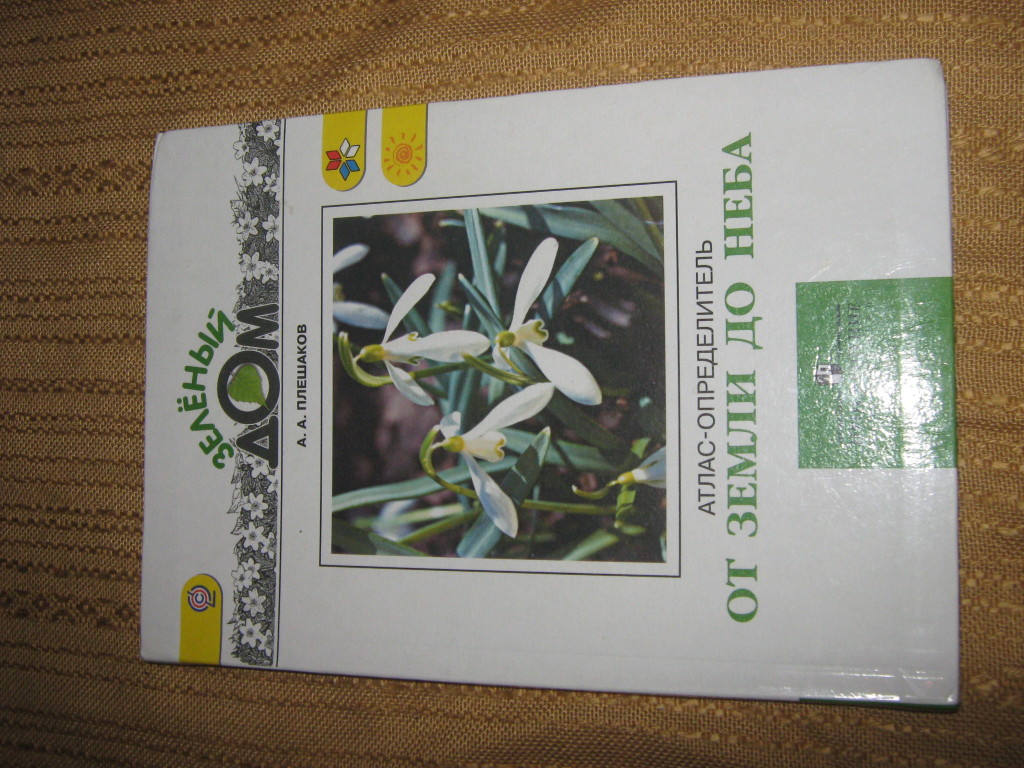 ЗЕЛЁНЫЙ
ДОМ
А. А. ПЛЕШАКОВ
АТЛАС-ОПРЕДЕЛИТЕЛЬ
ОТ ЗЕМЛИ ДО НЕБА